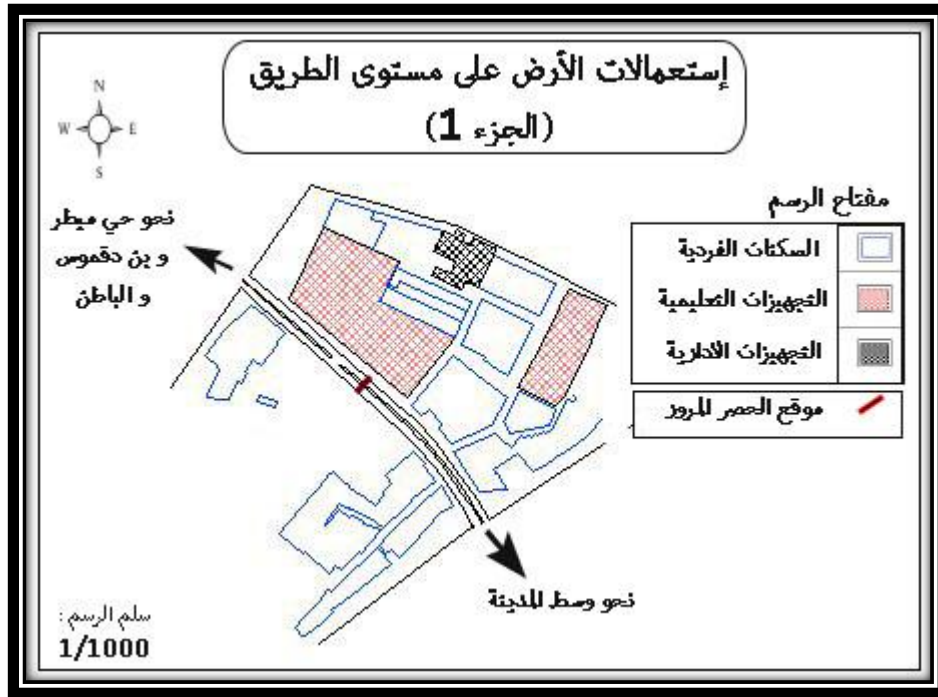 إستعمالات الأرض على مستوى الطريق
(الجزء 1)
N
W E
S
نحو حي ميطر
و بن دقموس
و الباطن
مفتاح الرسم
السكنات الفردية
التجهيزات التعليمية
التجهيزات الادارية
موقع الحصر المروز
نحو وسط المدينة
سلم الرسم :
1/1000